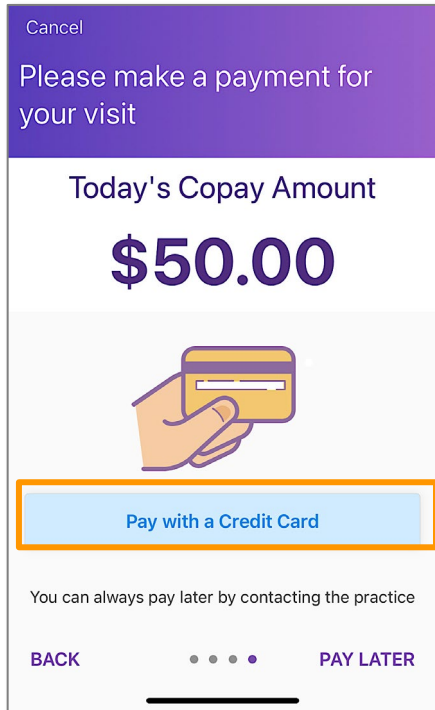 Cancel
Please make a payment for
your visit
Today's Copay Amount
$50.00
Pay with a Credit Card
You can always pay later by contacting the practice
BACK
PAY LATER